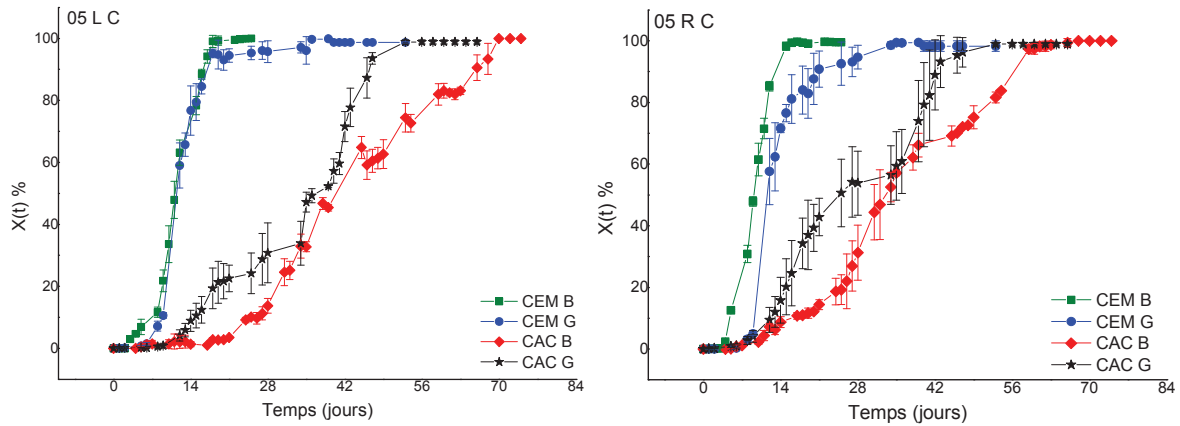 05 L C
X(t) %
100
80
60
40
20
0
0 14 28 42 56 70 84
Temps (jours)
CEM B
CEM G
CAC B
CAC G
05 R C
X(t) %
100
80
60
40
20
0
0 14 28 42 56 70 84
Temps (jours)
CEM B
CEM G
CAC B
CAC G